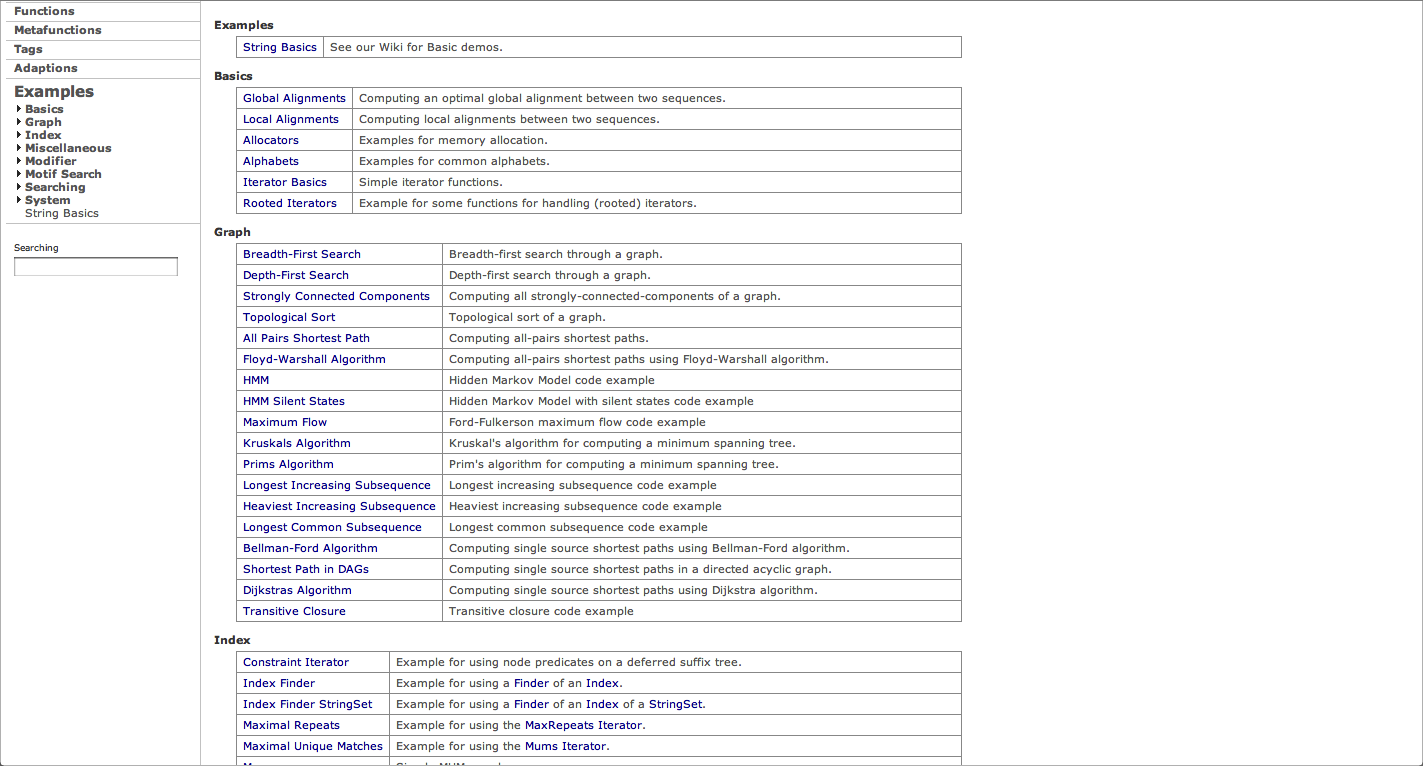 Functions
Metafunctions
Tags
Adaptions
Examples
Basics
Graph
Index
Miscellaneous
Modifier
Motif Search
Searching
System
String Basics
Searching
Examples
String Basics See our Wiki for Basic demos.
Basics
Global Alignments Computing an optimal global alignment between two sequences.
Local Alignments Computing local alignments between two sequences.
Allocators Examples for memory allocation.
Alphabets Examples for common alphabets.
Iterator Basics Simple iterator functions.
Rooted Iterators Example for some functions for handling (rooted) iterators.
Graph
Breadth-First Search Breadth-first search through a graph.
Depth-First Search Depth-first search through a graph.
Strongly Connected Components Computing all strongly-connected-components of a graph.
Topological Sort Topological sort of a graph.
All Pairs Shortest Path Computing all-pairs shortest paths.
Floyd-Warshall Algorithm Computing all-pairs shortest paths using Floyd-Warshall algorithm.
HMM Hidden Markov Model code example
HMM Silent States Hidden Markov Model with silent states code example
Maximum Flow Ford-Fulkerson maximum flow code example
Kruskals Algorithm Kruskal's algorithm for computing a minimum spanning tree.
Prims Algorithm Prim's algorithm for computing a minimum spanning tree.
Longest Increasing Subsequence Longest increasing subsequence code example
Heaviest Increasing Subsequence Heaviest increasing subsequence code example
Longest Common Subsequence Longest common subsequence code example
Bellman-Ford Algorithm Computing single source shortest paths using Bellman-Ford algorithm.
Shortest Path in DAGs Computing single source shortest paths in a directed acyclic graph.
Dijkstras Algorithm Computing single source shortest paths using Dijkstra algorithm.
Transitive Closure Transitive closure code example
Index
Constraint Iterator Example for using node predicates on a deferred suffix tree.
Index Finder Example for using a Finder of an Index.
Index Finder StringSet Example for using a Finder of an Index of a StringSet.
Maximal Repeats Example for using the MaxRepeats Iterator.
Maximal Unique Matches Example for using the Mums Iterator.